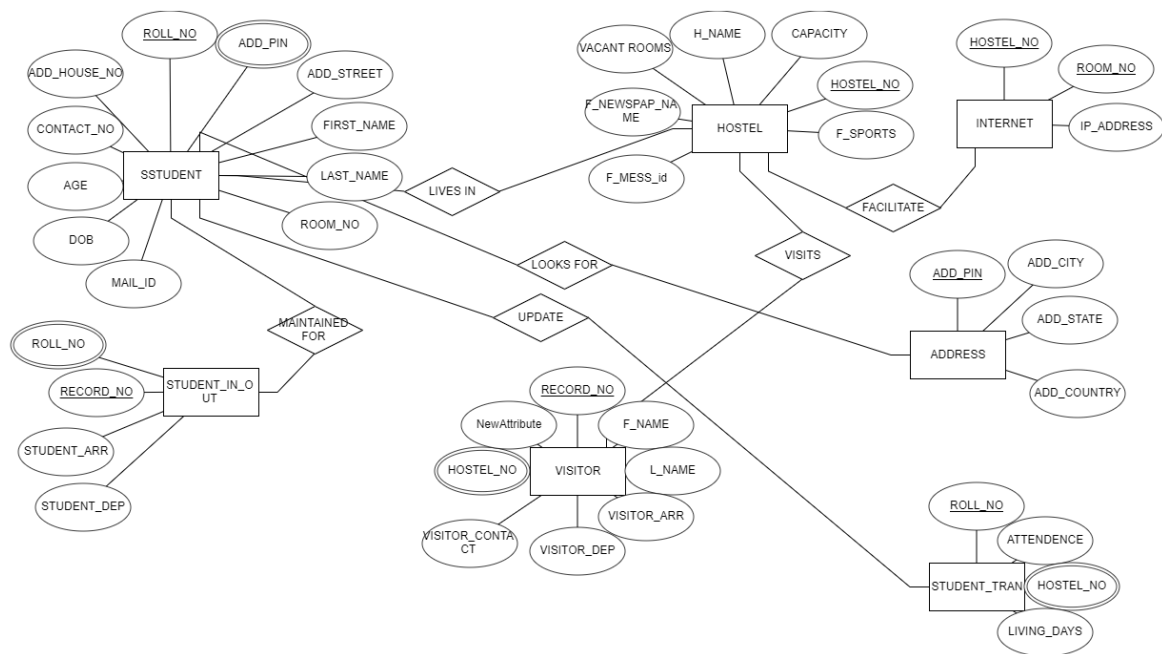 ROLL_NO
ADD_PIN
ADD_HOUSE_NO
ADD_STREET
CONTACT_NO
FIRST_NAME
SSTUDENT
AGE
LAST_NAME
DOB
ROOM_NO
MAIL_ID
VACANT ROOMS
H_NAME
CAPACITY
HOSTEL_NO
F_NEWSPAP_NA
ME
HOSTEL
F_SPORTS
F_MESS_id
HOSTEL_NO
ROOM_NO
INTERNET
IP_ADDRESS
LIVES IN
FACILITATE
VISITS
LOOKS FOR
UPDATE
MAINTAINED
FOR
ADD_PIN
ADD_CITY
ADD_STATE
ADDRESS
ADD_COUNTRY
ROLL_NO
RECORD_NO
STUDENT_IN_O
UT
STUDENT_ARR
STUDENT_DEP
RECORD_NO
NewAttribute
F_NAME
HOSTEL_NO
VISITOR
L_NAME
VISITOR_ARR
VISITOR_CONTA
CT
VISITOR_DEP
ROLL_NO
ATTENDENCE
STUDENT_TRAN
HOSTEL_NO
LIVING_DAYS